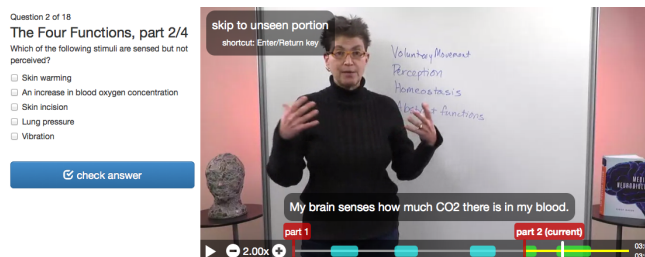 Question 2 of 18
The Four Functions, part 2/4
Which of the following stimuli are sensed but not
perceived?
Skin warming
An increase in blood oxygen concentration
Skin incision
Lung pressure
Vibration
check answer
skip to unseen portion
shortcut: Enter/Return key
Voluntary Movement
Perception
Homeostasis
functions
My brain senses how much CO2 there is in my blood.
part 1
part 2 (current)
2.00x
03:
03: